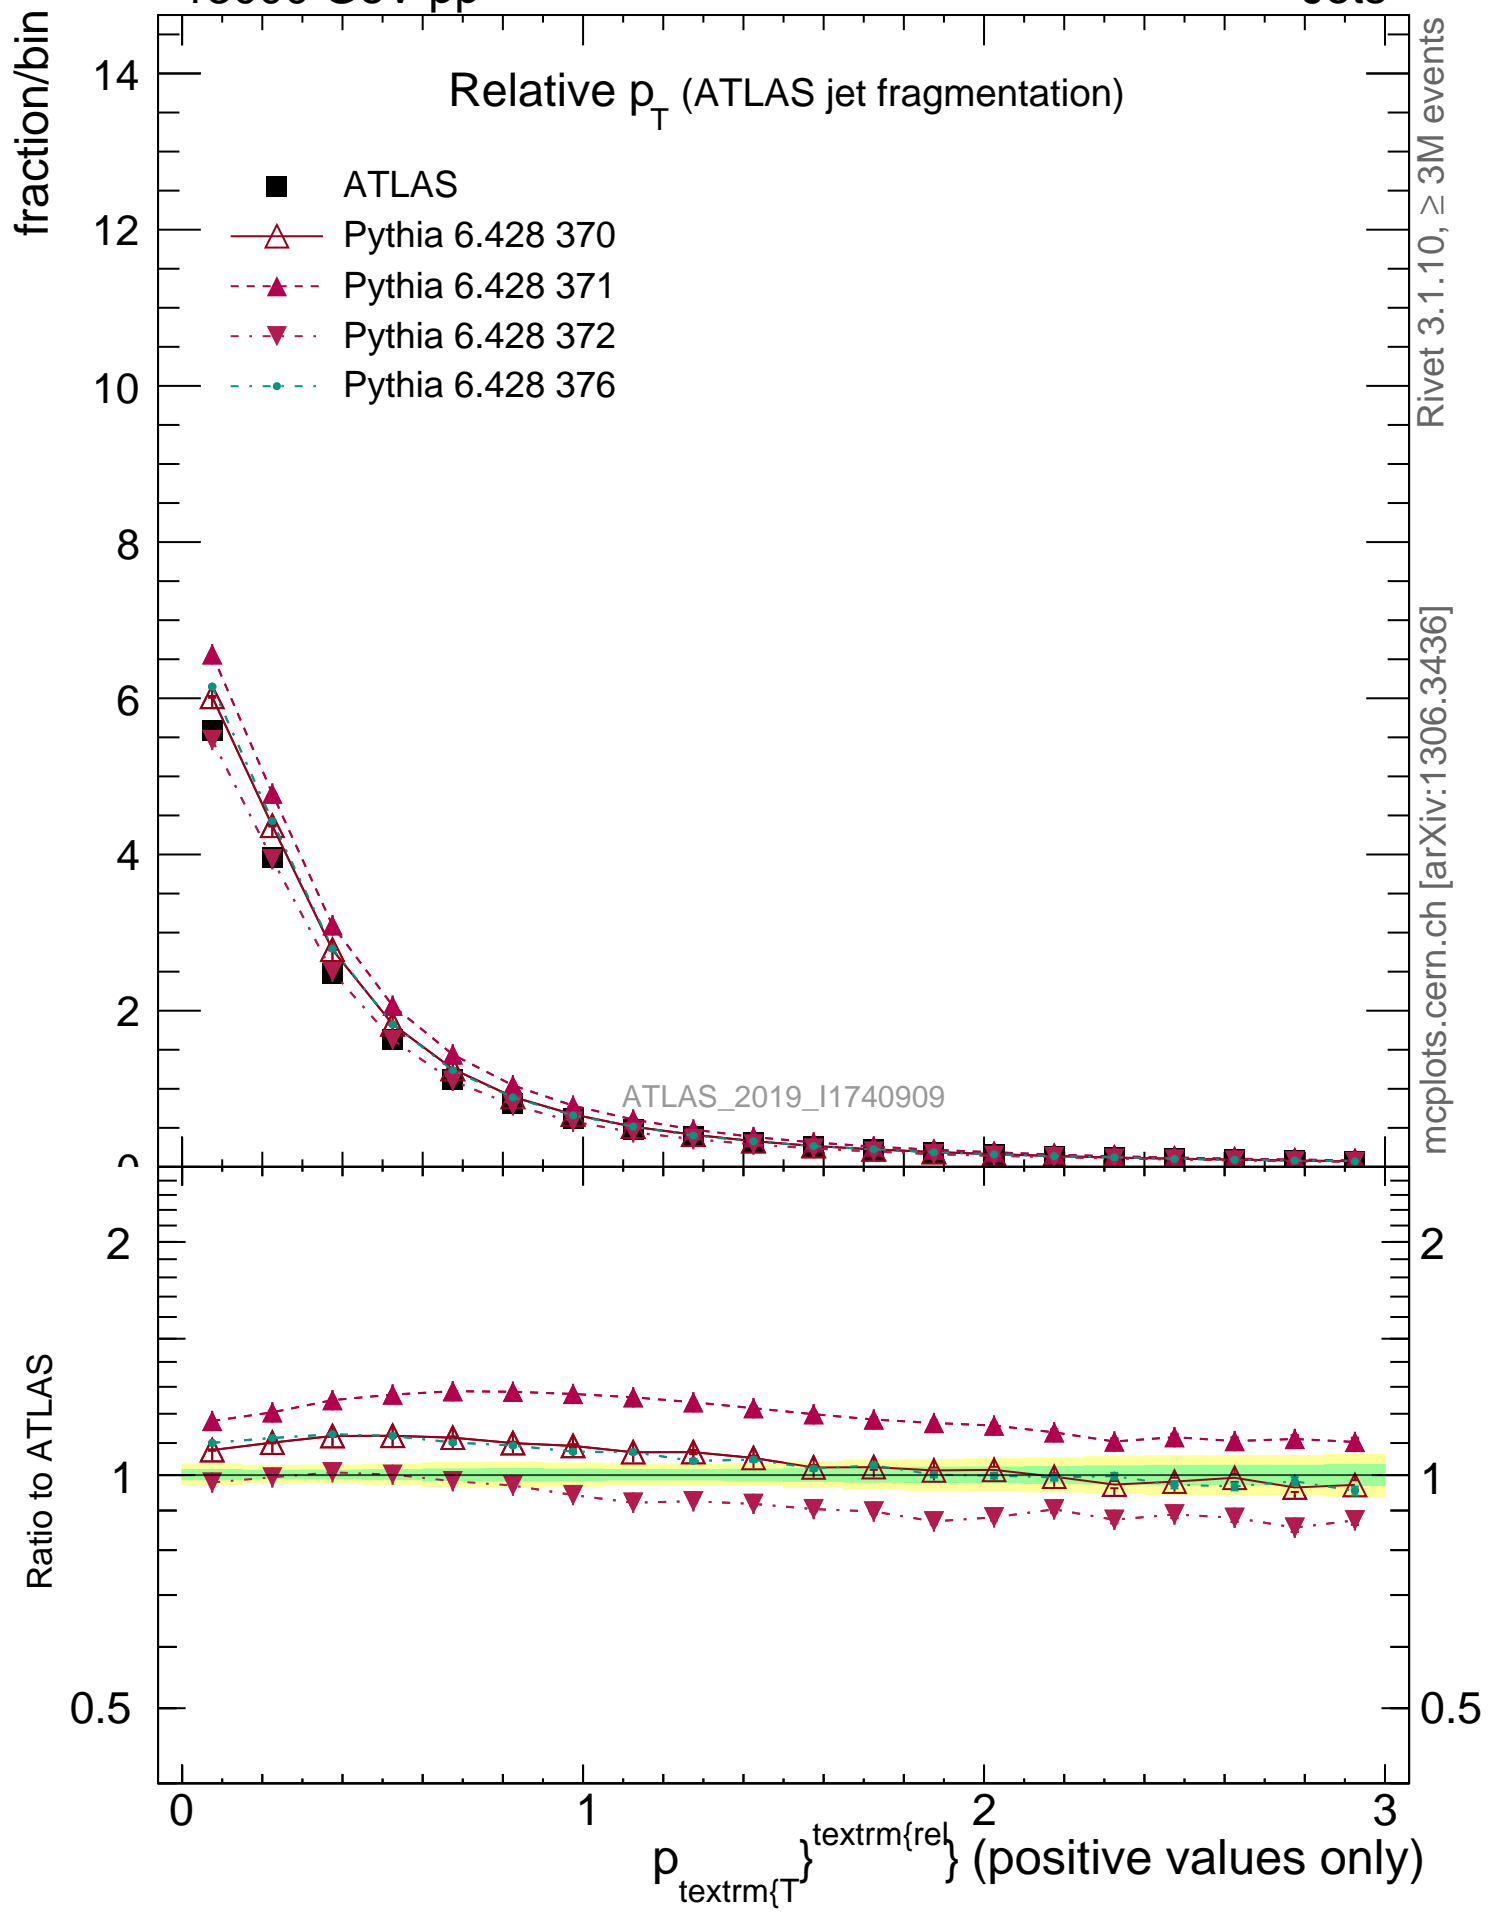 fraction/bin
14
12
10
8
6
4
2
Relative p_T (ATLAS jet fragmentation)
ATLAS
Pythia 6.428 370
Pythia 6.428 371
Pythia 6.428 372
Pythia 6.428 376
ATLAS_2019_I1740909
Rivet 3.1.10, ≥ 3M events
mcplots.cern.ch [arXiv:1306.3436]
Ratio to ATLAS
2
1
0.5
2
1
0.5
0 1 2 3
p_textrm{T}^textrm{rel} (positive values only)